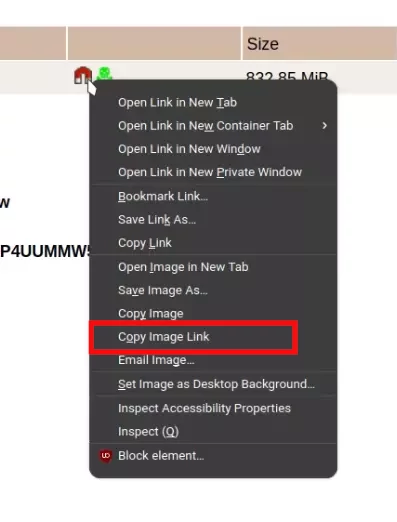 Size
832.85 MiB
Open Link in New Tab
Open Link in New Container Tab
Open Link in New Window
Open Link in New Private Window
Bookmark Link…
w
Save Link As…
Copy Link
P4UUMMW5
Open Image in New Tab
Save Image As…
Copy Image
Copy Image Link
Email Image…
Set Image as Desktop Background…
Inspect Accessibility Properties
Inspect (Q)
Block element…